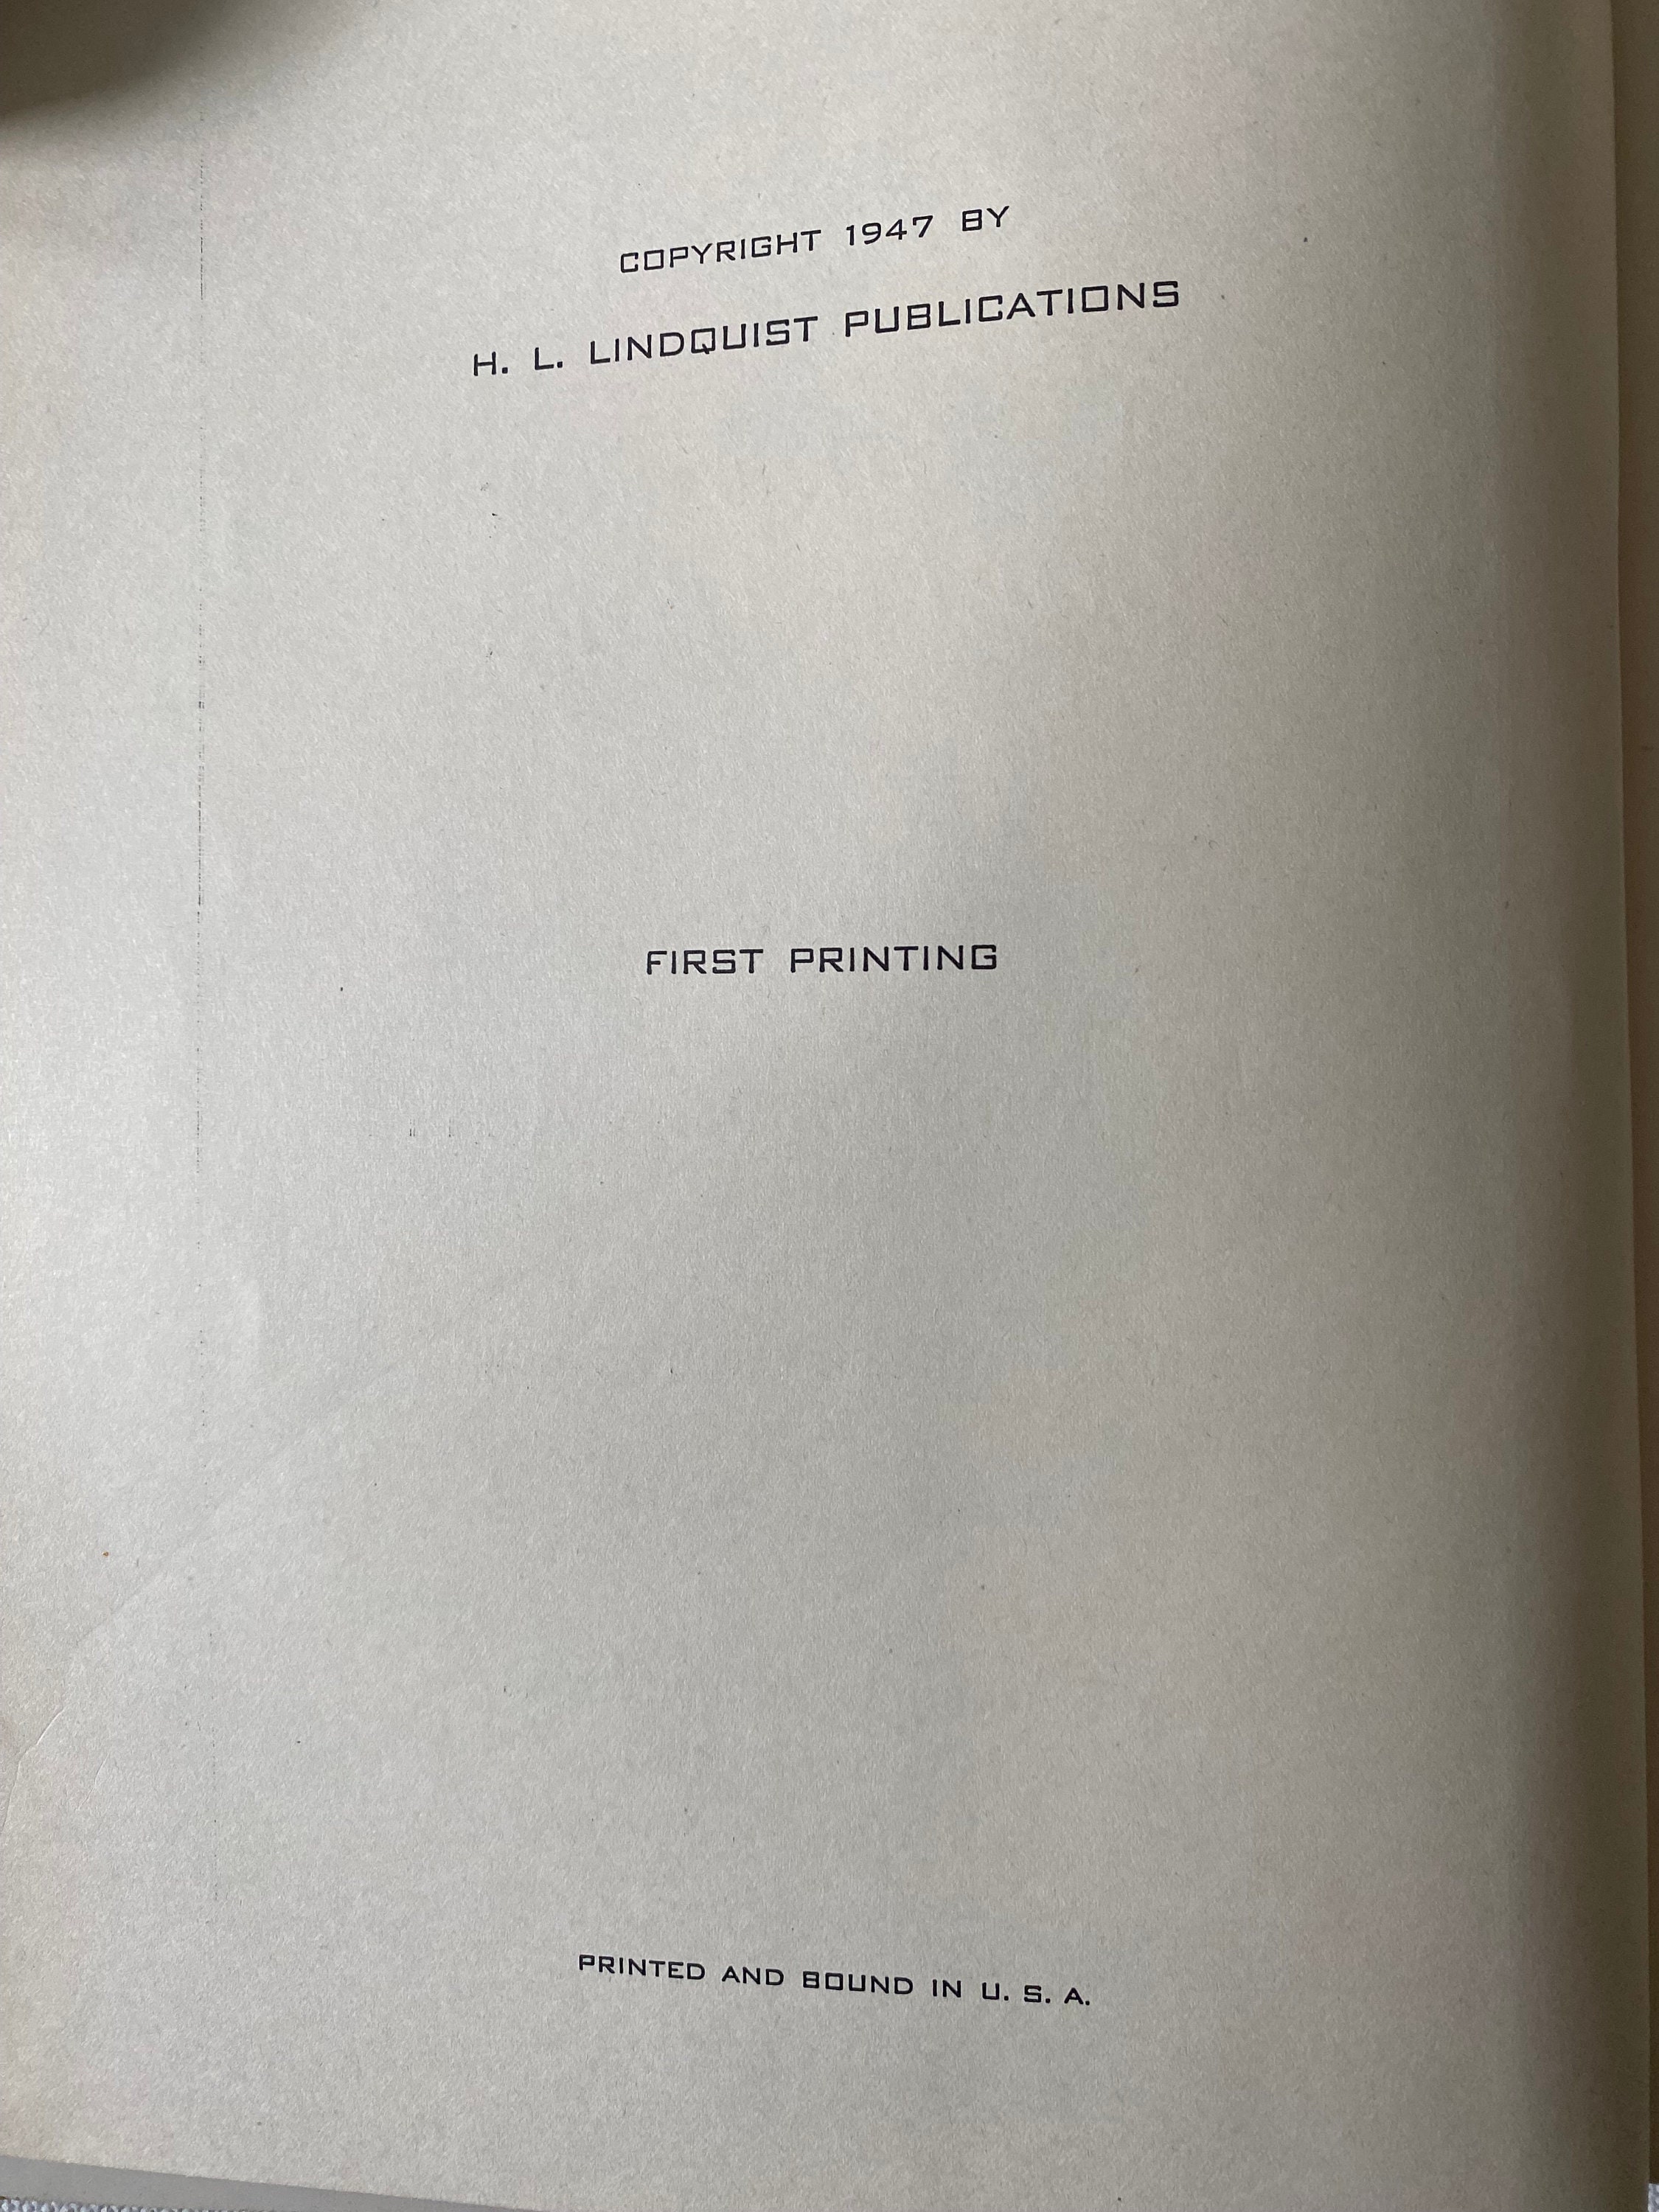 COPYRIGHT 1947 BY
H. L. LINDQUIST PUBLICATIONS
FIRST PRINTING
PRINTED AND BOUND IN U. S. A.